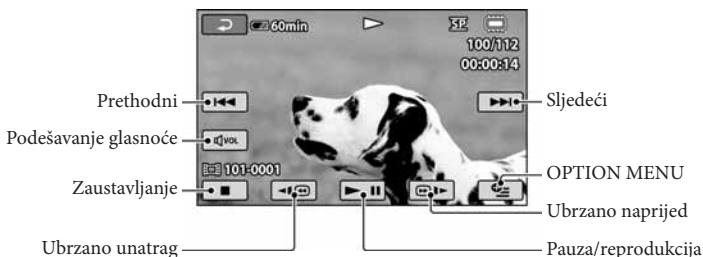 60min
SP
100/112
00:00:14
Prethodni
Sljedeći
Podešavanje glasnoće
VOL
101-0001
Zaustavljanje
OPTION MENU
Ubrzano naprijed
Ubrzano unatrag
Pauza/reprodukcija